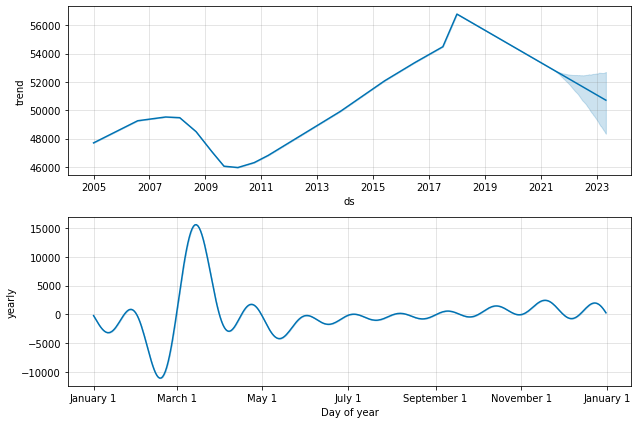 56000
54000
52000
50000
48000
46000
trend
2005 2007 2009 2011 2013 2015 2017 2019 2021 2023
ds
15000
10000
5000
0
−5000
−10000
yearly
January 1 March 1 May 1 July 1 September 1 November 1 January 1
Day of year